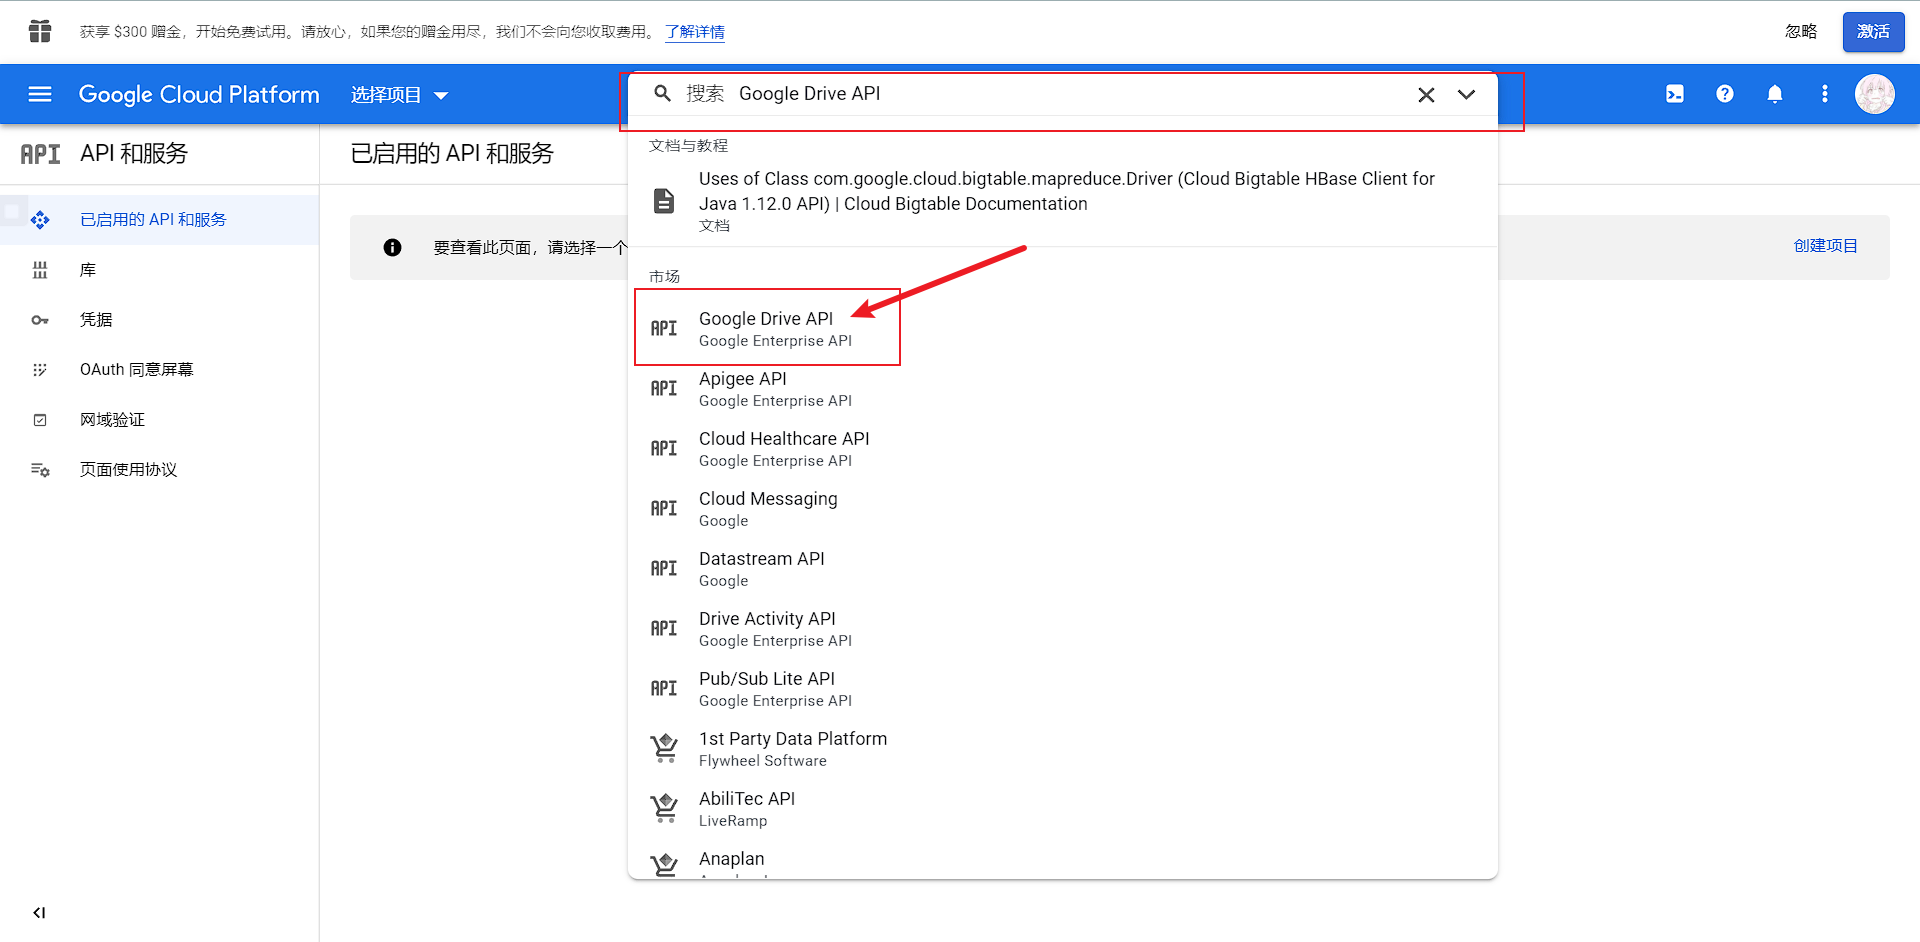 获享 $300 赠金，开始免费试用。请放心，如果您的赠金用尽，我们不会向您收取费用。 了解详情
忽略
激活
Google Cloud Platform
选择项目
搜索 Google Drive API
API API 和服务
已启用的 API 和服务
库
凭据
OAuth 同意屏幕
网域验证
页面使用协议
已启用的 API 和服务
要查看此页面，请选择一个
创建项目
文档与教程
Uses of Class com.google.cloud.bigtable.mapreduce.Driver (Cloud Bigtable HBase Client for
Java 1.12.0 API) | Cloud Bigtable Documentation
文档
市场
API Google Drive API
Google Enterprise API
API Apigee API
Google Enterprise API
API Cloud Healthcare API
Google Enterprise API
API Cloud Messaging
Google
API Datastream API
Google
API Drive Activity API
Google Enterprise API
API Pub/Sub Lite API
Google Enterprise API
1st Party Data Platform
Flywheel Software
AbiliTec API
LiveRamp
Anaplan